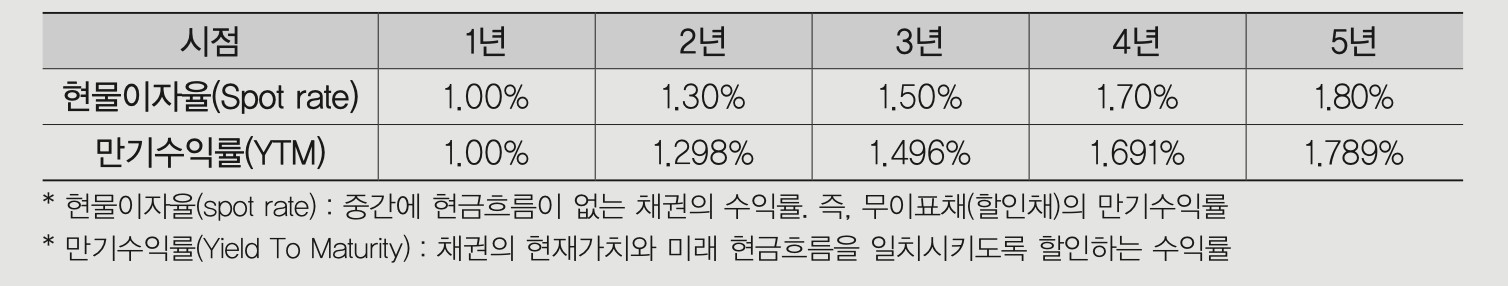 시점 1년 2년 3년 4년 5년
현물이자율(Spot rate) 1.00% 1.30% 1.50% 1.70% 1.80%
만기수익률(YTM) 1.00% 1.298% 1.496% 1.691% 1.789%
* 현물이자율(spot rate) : 중간에 현금흐름이 없는 채권의 수익률. 즉, 무이표채(할인채)의 만기수익률
* 만기수익률(Yield To Maturity) : 채권의 현재가치와 미래 현금흐름을 일치시키도록 할인하는 수익률